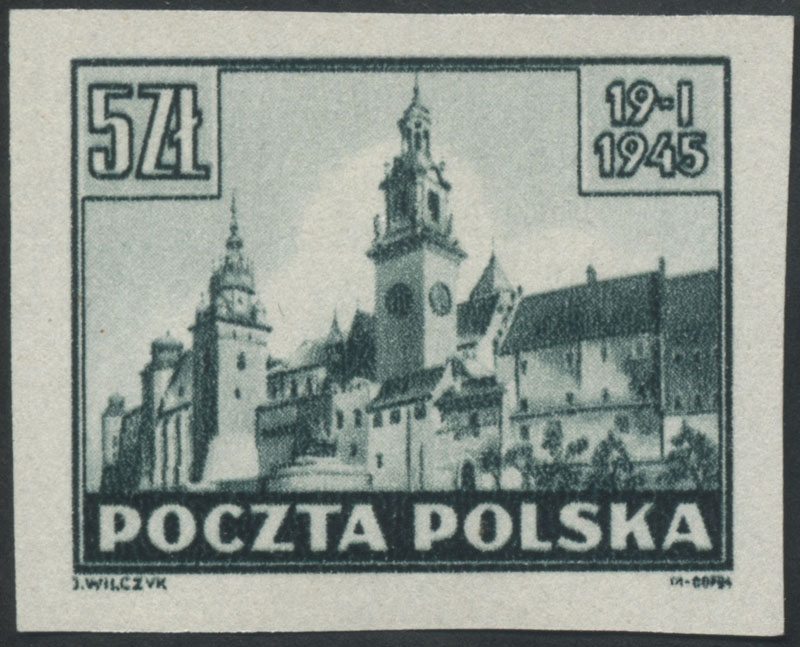 5ZŁ
19-I
1945
POCZTA POLSKA
J. WILCZYK